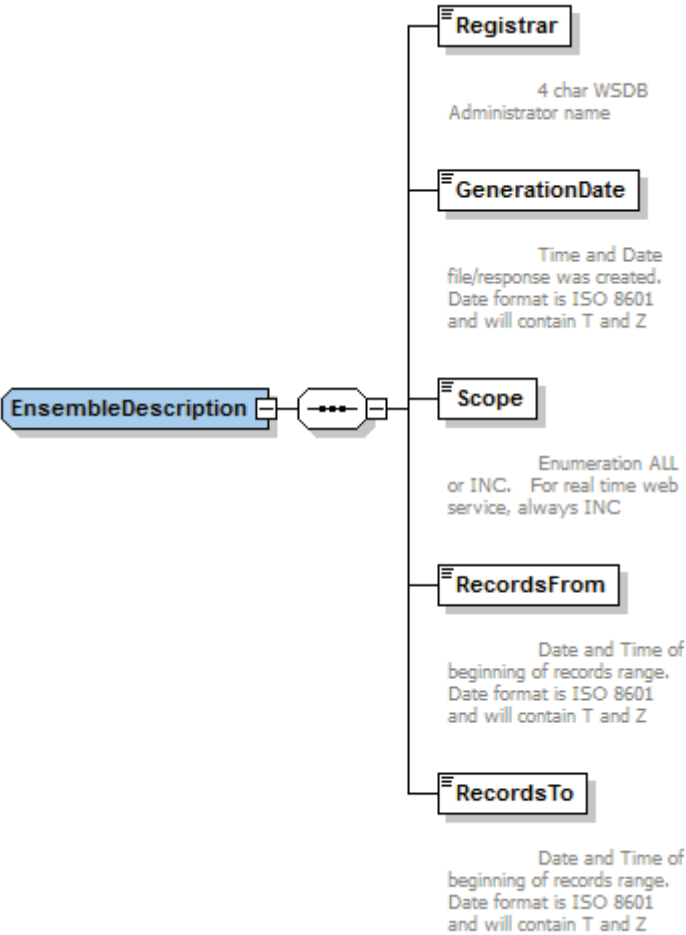 Registrar
4 char WSDB
Administrator name
GenerationDate
Time and Date
file/response was created.
Date format is ISO 8601
and will contain T and Z
EnsembleDescription
Scope
Enumeration ALL
or INC.   For real time web
service, always INC
RecordsFrom
Date and Time of
beginning of records range.
Date format is ISO 8601
and will contain T and Z
RecordsTo
Date and Time of
beginning of records range.
Date format is ISO 8601
and will contain T and Z